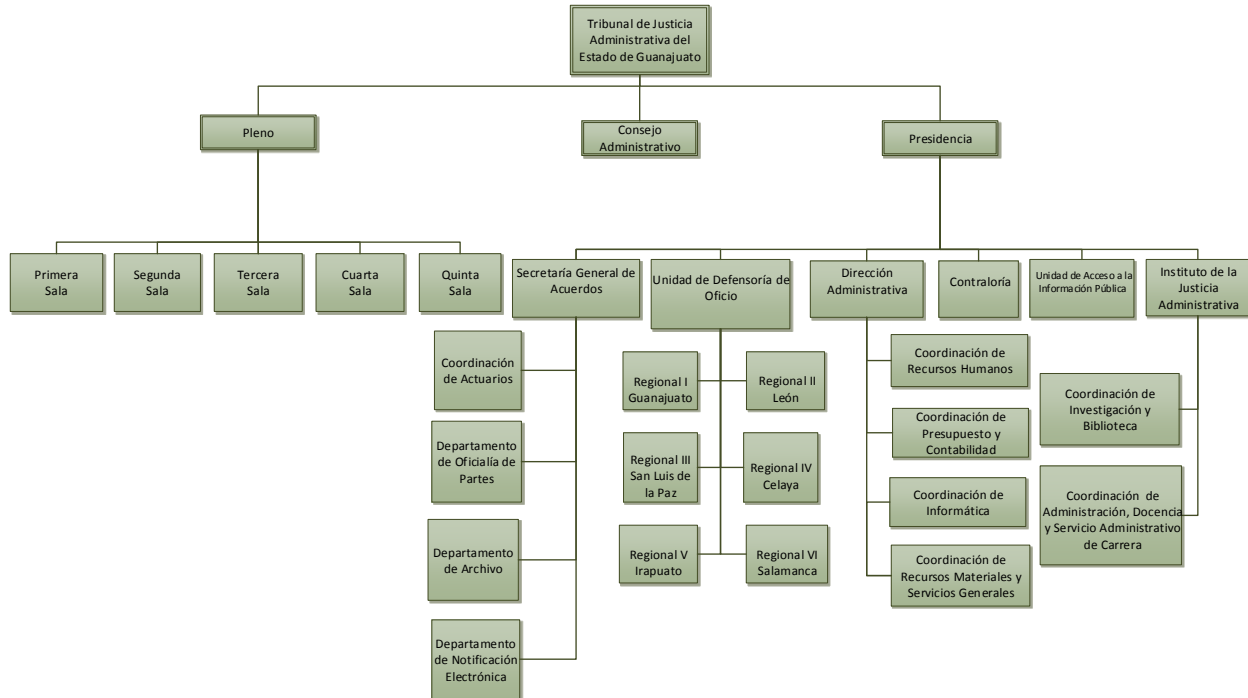 Tribunal de Justicia
Administrativa del
Estado de Guanajuato
Pleno
Consejo
Administrativo
Presidencia
Primera
Sala
Segunda
Sala
Tercera
Sala
Cuarta
Sala
Quinta
Sala
Secretaría General de
Acuerdos
Unidad de Defensoría de
Oficio
Dirección
Administrativa
Contraloría
Unidad de Acceso a la
Información Pública
Instituto de la
Justicia
Administrativa
Coordinación
de Actuarios
Departamento
de Oficialía de
Partes
Departamento
de Archivo
Departamento
de Notificación
Electrónica
Regional I
Guanajuato
Regional II
León
Regional III
San Luis de
la Paz
Regional IV
Celaya
Regional V
Irapuato
Regional VI
Salamanca
Coordinación de
Recursos Humanos
Coordinación de
Presupuesto y
Contabilidad
Coordinación de
Informática
Coordinación de
Recursos Materiales y
Servicios Generales
Coordinación de
Investigación y
Biblioteca
Coordinación de
Administración, Docencia
y Servicio Administrativo
de Carrera